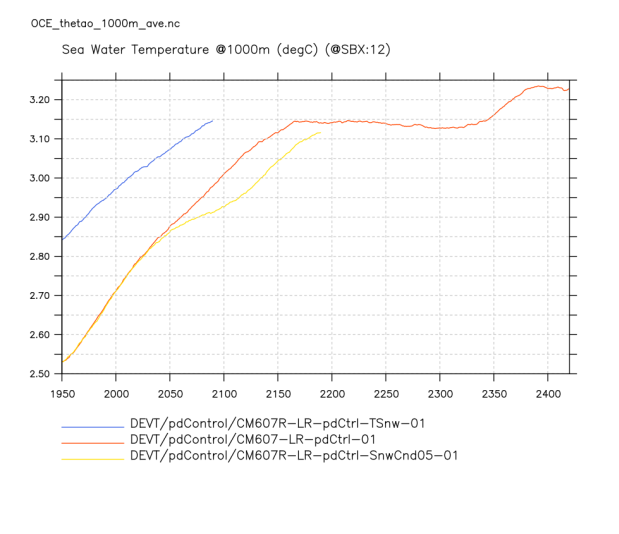 OCE_thetao_1000m_ave.nc
Sea Water Temperature @1000m (degC) (@SBX:12)
3.20
3.10
3.00
2.90
2.80
2.70
2.60
2.50
1950 2000 2050 2100 2150 2200 2250 2300 2350 2400
DEVT/pdControl/CM607R-LR-pdCtrl-TSnw-01
DEVT/pdControl/CM607-LR-pdCtrl-01
DEVT/pdControl/CM607R-LR-pdCtrl-SnwCnd05-01